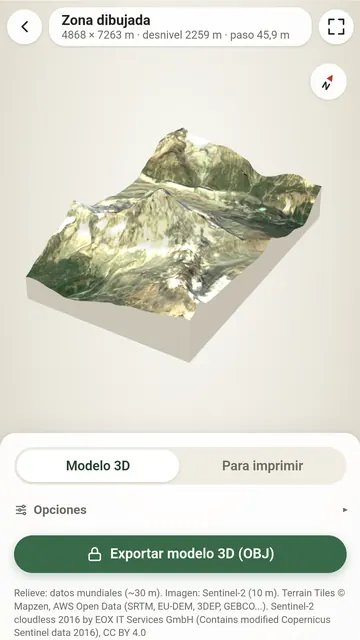 Zona dibujada
4868 × 7263 m · desnivel 2259 m · paso 45,9 m
N
Modelo 3D
Para imprimir
Opciones
Exportar modelo 3D (OBJ)
Relieve: datos mundiales (~30 m). Imagen: Sentinel-2 (10 m). Terrain Tiles ©
Mapzen, AWS Open Data (SRTM, EU-DEM, 3DEP, GEBCO...). Sentinel-2
cloudless 2016 by EOX IT Services GmbH (Contains modified Copernicus
Sentinel data 2016), CC BY 4.0